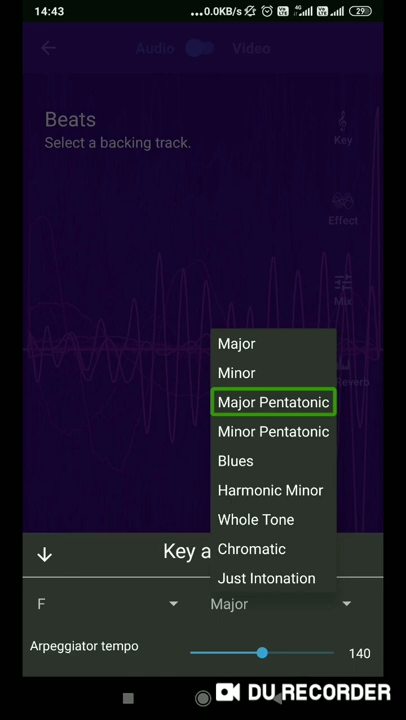 14:43 ...0.0KB/s 4G 29
Audio Video
Beats
Select a backing track.
Key
Effect
Mix
Reverb
Major
Minor
Major Pentatonic
Minor Pentatonic
Blues
Harmonic Minor
Whole Tone
Chromatic
Just Intonation
Key a
F Major
Arpeggiator tempo 140
DU RECORDER